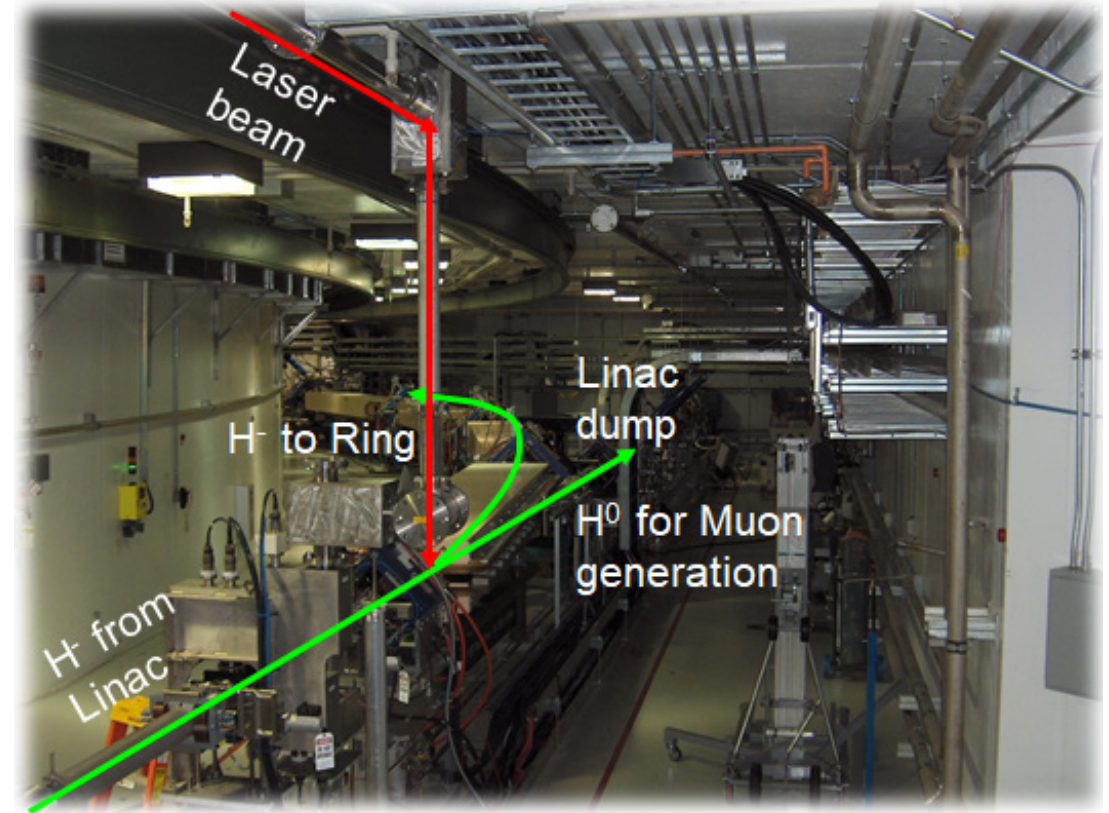 Laser
beam
H⁻ to Ring
Linac
dump
H⁰ for Muon
generation
H⁻ from
Linac